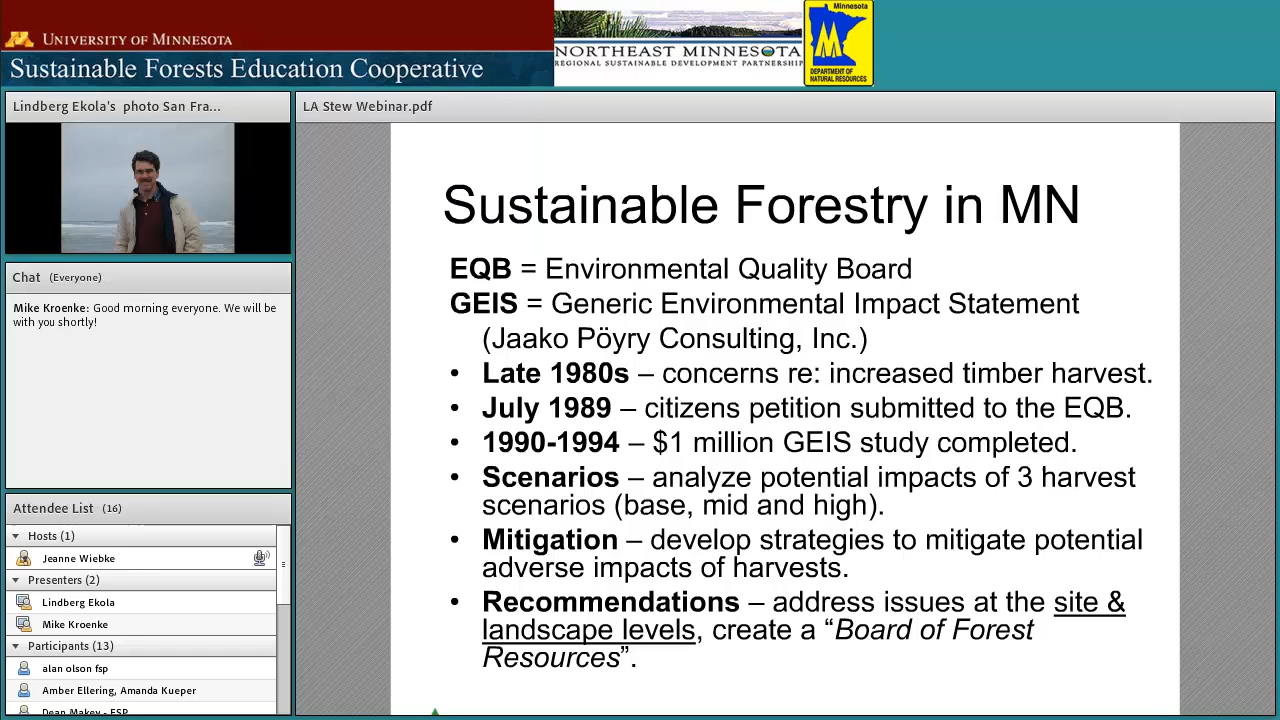 UNIVERSITY OF MINNESOTA
Sustainable Forests Education Cooperative
NORTHEAST MINNESOTA
REGIONAL SUSTAINABLE DEVELOPMENT PARTNERSHIP
Minnesota
M
DEPARTMENT OF
NATURAL RESOURCES
Lindberg Ekola's photo San Fra...
Chat (Everyone)
Mike Kroenke: Good morning everyone. We will be
with you shortly!
Attendee List (16)
Hosts (1)
Jeanne Wiebke
Presenters (2)
Lindberg Ekola
Mike Kroenke
Participants (13)
alan olson fsp
Amber Ellering, Amanda Kueper
Dean Makey - FSP
LA Stew Webinar.pdf
Sustainable Forestry in MN
EQB = Environmental Quality Board
GEIS = Generic Environmental Impact Statement
(Jaako Pöyry Consulting, Inc.)
• Late 1980s – concerns re: increased timber harvest.
• July 1989 – citizens petition submitted to the EQB.
• 1990-1994 – $1 million GEIS study completed.
• Scenarios – analyze potential impacts of 3 harvest
scenarios (base, mid and high).
• Mitigation – develop strategies to mitigate potential
adverse impacts of harvests.
• Recommendations – address issues at the site &
landscape levels, create a “Board of Forest
Resources”.